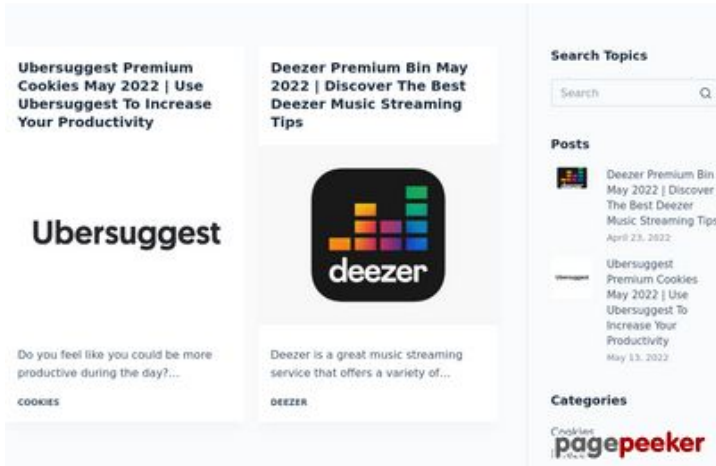 Ubersuggest Premium
Cookies May 2022 | Use
Ubersuggest To Increase
Your Productivity
Ubersuggest
Do you feel like you could be more
productive during the day?...
COOKIES
Deezer Premium Bin May
2022 | Discover The Best
Deezer Music Streaming
Tips
deezer
Deezer is a great music streaming
service that offers a variety of...
DEEZER
Search Topics
Search
Posts
Deezer Premium Bin
May 2022 | Discover
The Best Deezer
Music Streaming Tips
April 23, 2022
Ubersuggest
Ubersuggest
Premium Cookies
May 2022 | Use
Ubersuggest To
Increase Your
Productivity
May 13, 2022
Categories
Cookies
pagepeeker